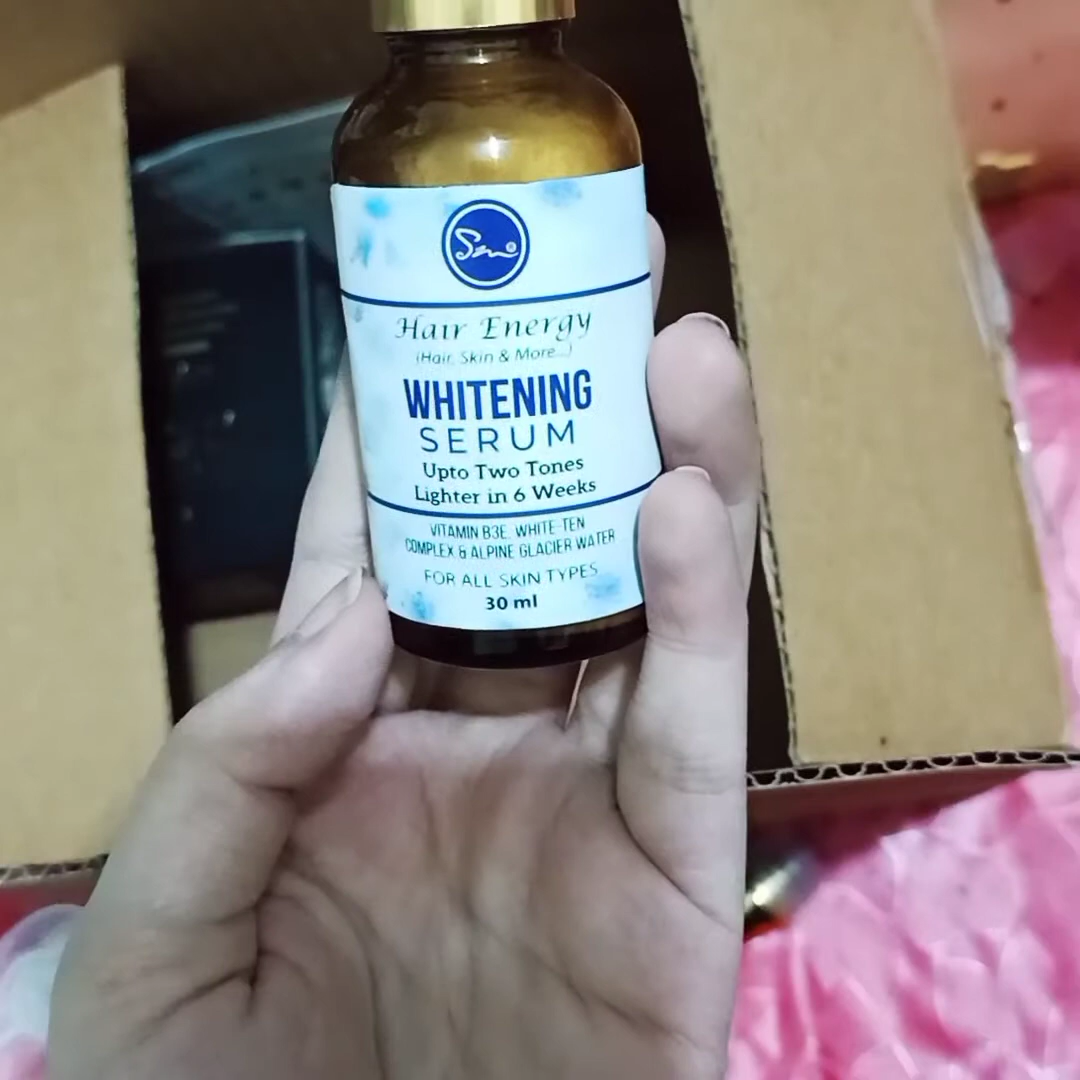 Sm®
Hair Energy
(Hair, Skin & More...)
WHITENING
SERUM
Upto Two Tones
Lighter in 6 Weeks
VITAMIN B3E, WHITE-TEN
COMPLEX & ALPINE GLACIER WATER
FOR ALL SKIN TYPES
30 ml